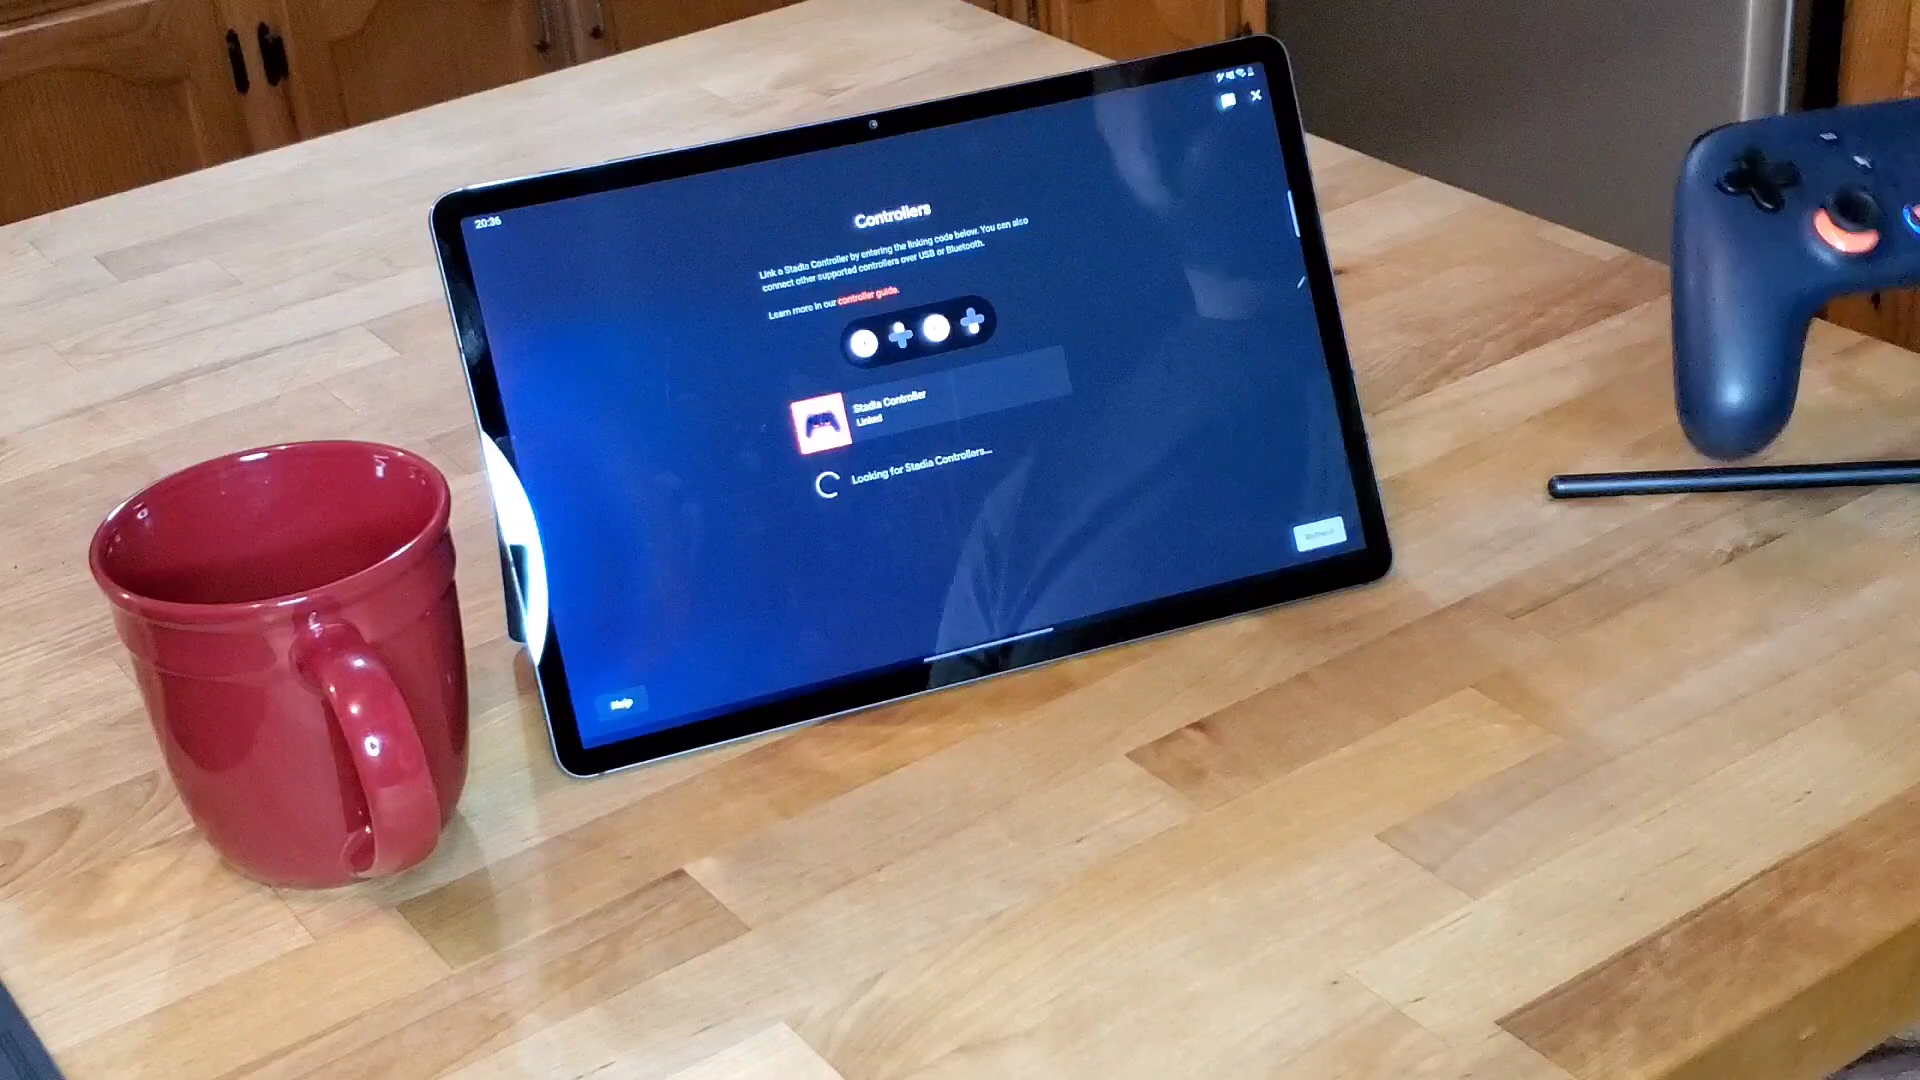 20:36
Controllers
Link a Stadia Controller by entering the linking code below. You can also
connect other supported controllers over USB or Bluetooth.
Learn more in our controller guide.
Stadia Controller
Linked
Looking for Stadia Controllers...
Refresh
Help